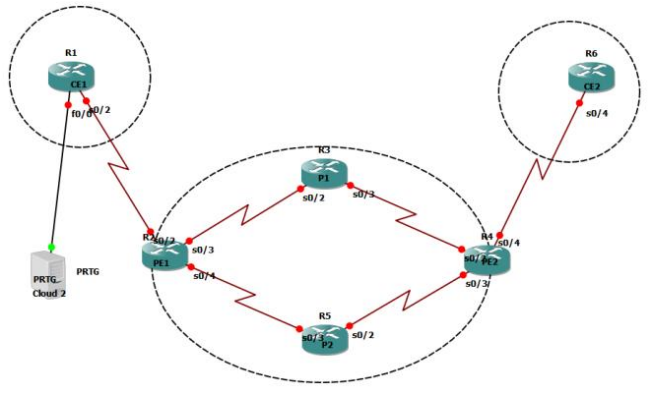 R1
CE1
f0/0
s0/2
R6
CE2
s0/4
R3
P1
s0/2
s0/3
R2
s0/2
PE1
s0/3
s0/4
R4
s0/4
s0/2
PE2
s0/3
PRTG
PRTG
Cloud 2
R5
s0/3
P2
s0/2